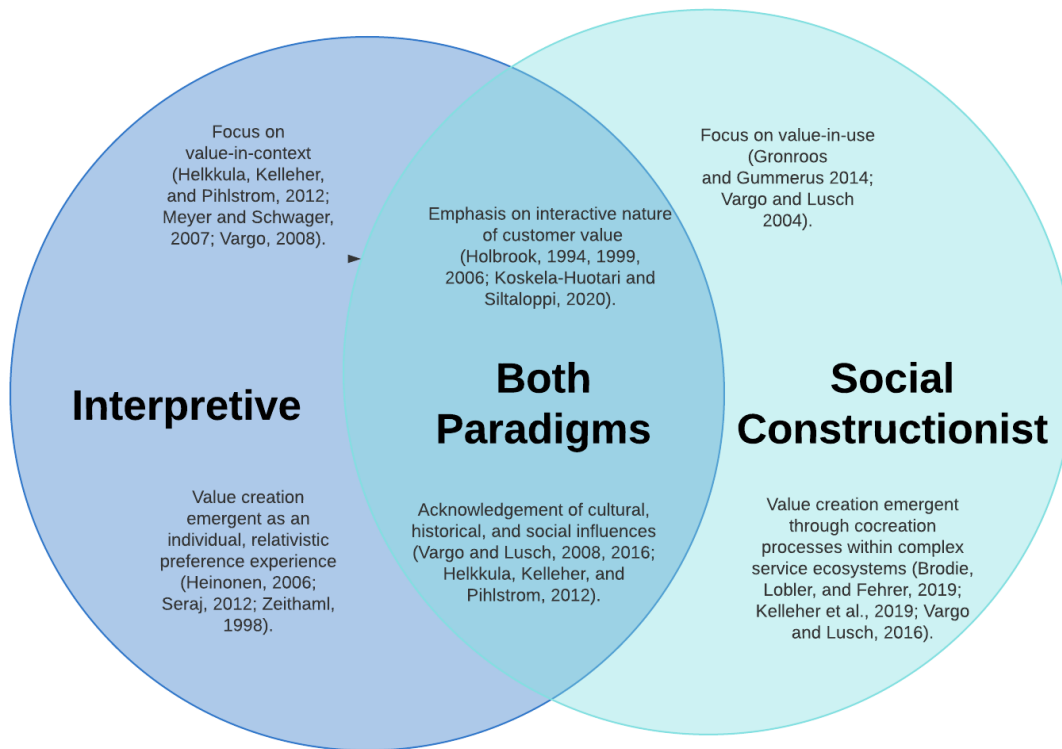 Focus on
value-in-context
(Helkkula, Kelleher,
and Pihlstrom, 2012;
Meyer and Schwager,
2007; Vargo, 2008).
Interpretive
Value creation
emergent as an
individual, relativistic
preference experience
(Heinonen, 2006;
Seraj, 2012; Zeithaml,
1998).
Emphasis on interactive nature
of customer value
(Holbrook, 1994, 1999,
2006; Koskela-Huotari and
Siltaloppi, 2020).
Both
Paradigms
Acknowledgement of cultural,
historical, and social influences
(Vargo and Lusch, 2008, 2016;
Helkkula, Kelleher, and
Pihlstrom, 2012).
Focus on value-in-use
(Gronroos
and Gummerus 2014;
Vargo and Lusch
2004).
Social
Constructionist
Value creation emergent
through cocreation
processes within complex
service ecosystems (Brodie,
Lobler, and Fehrer, 2019;
Kelleher et al., 2019; Vargo
and Lusch, 2016).